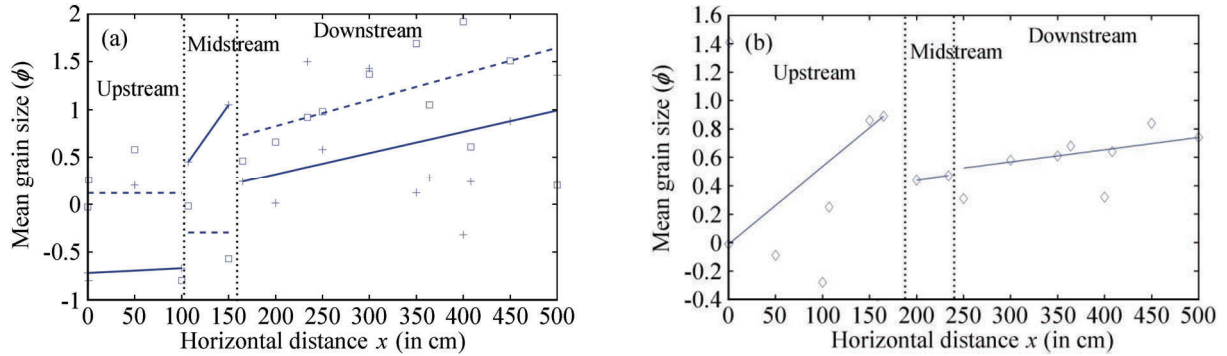 (a)
Upstream
Midstream
Downstream
Mean grain size (ϕ)
2
1.5
1
0.5
0
-0.5
-1
0 50 100 150 200 250 300 350 400 450 500
Horizontal distance x (in cm)
(b)
Upstream
Midstream
Downstream
Mean grain size (ϕ)
1.4
1.2
1.0
0.8
0.6
0.4
0.2
0.0
-0.2
-0.4
0 50 100 150 200 250 300 350 400 450 500
Horizontal distance x (in cm)